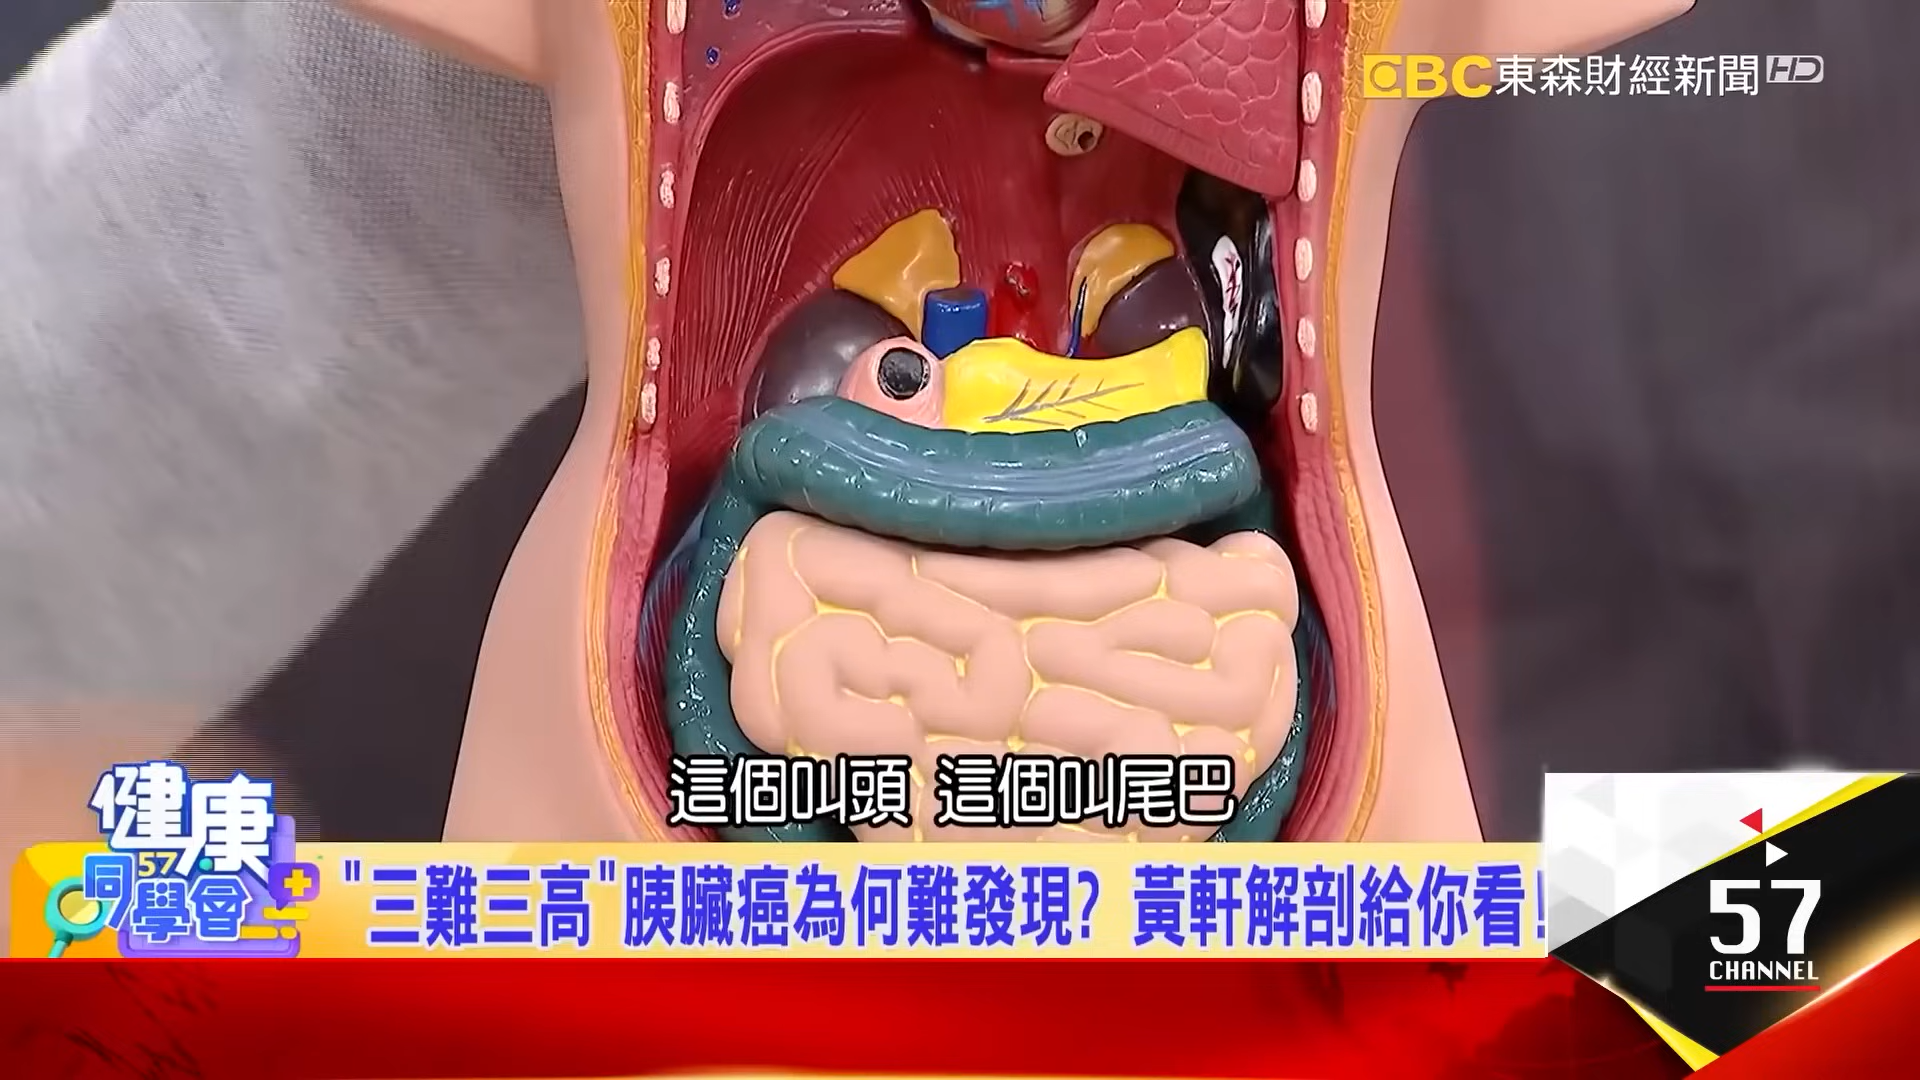 EBC東森財經新聞HD
這個叫頭 這個叫尾巴
健康
57
同學會
"三難三高"胰臟癌為何難發現? 黃軒解剖給你看!
57
CHANNEL